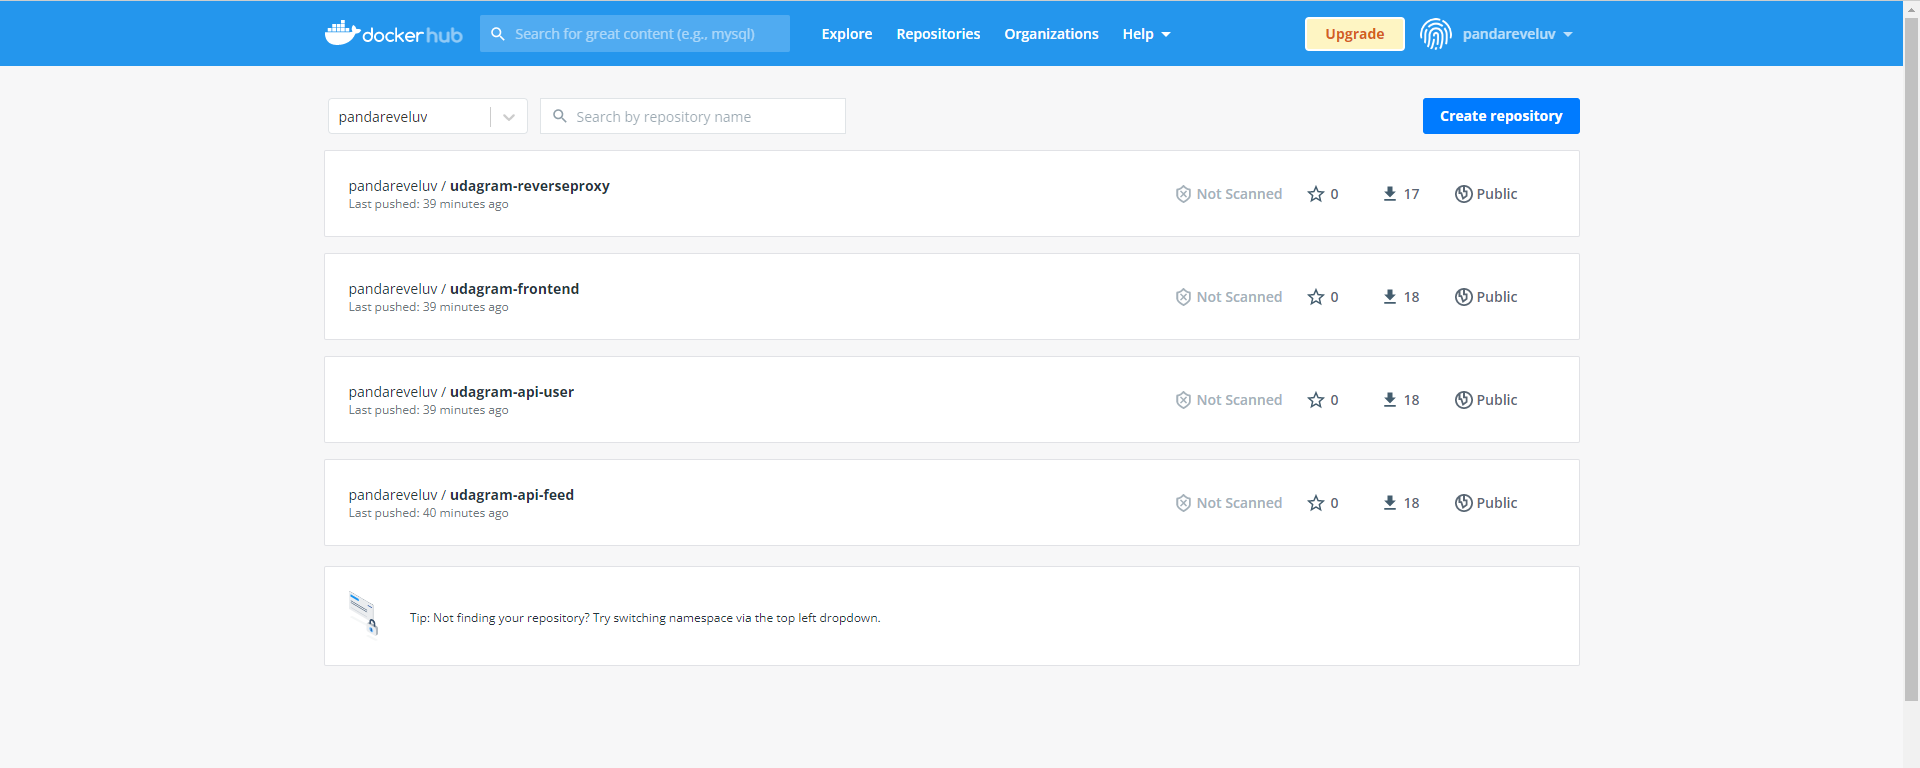 docker hub Search for great content (e.g., mysql) Explore Repositories Organizations Help Upgrade pandareveluv
pandareveluv Search by repository name Create repository
pandareveluv / udagram-reverseproxy
Last pushed: 39 minutes ago
Not Scanned 0 17 Public
pandareveluv / udagram-frontend
Last pushed: 39 minutes ago
Not Scanned 0 18 Public
pandareveluv / udagram-api-user
Last pushed: 39 minutes ago
Not Scanned 0 18 Public
pandareveluv / udagram-api-feed
Last pushed: 40 minutes ago
Not Scanned 0 18 Public
Tip: Not finding your repository? Try switching namespace via the top left dropdown.